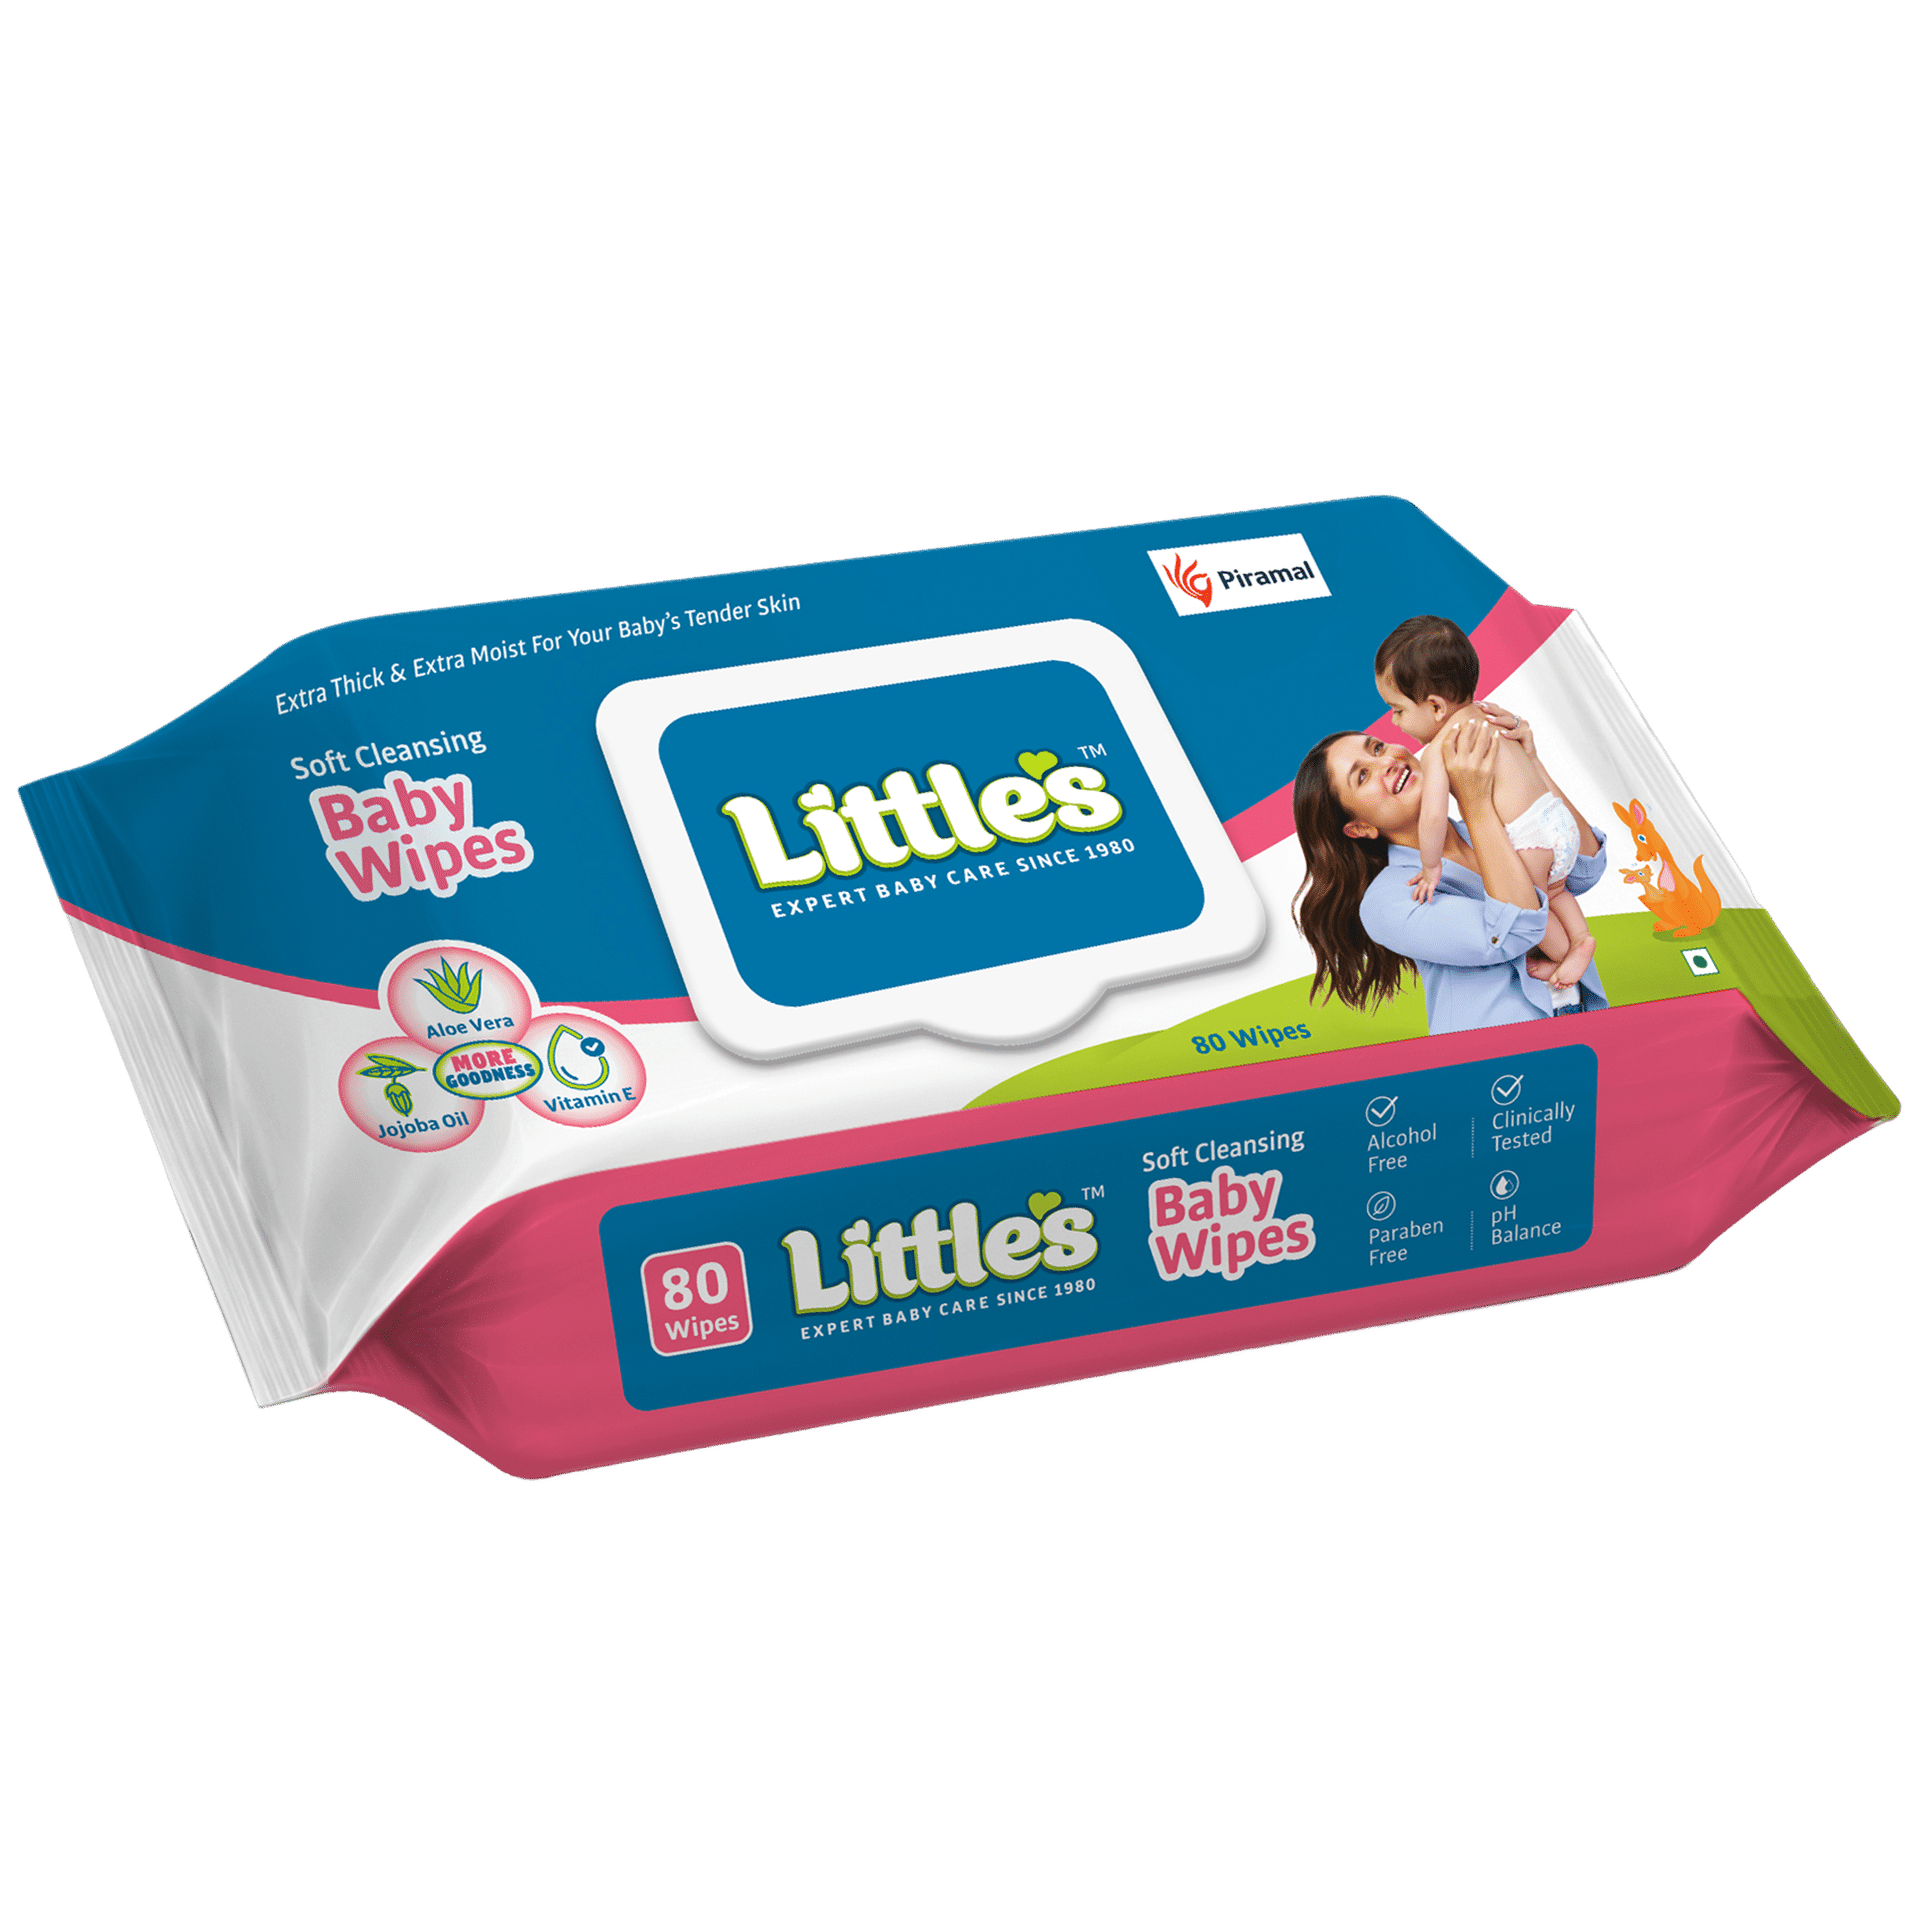 Piramal
Extra Thick & Extra Moist For Your Baby's Tender Skin
Soft Cleansing
Baby
Wipes
Little's™
EXPERT BABY CARE SINCE 1980
Aloe Vera
MORE
GOODNESS
Jojoba Oil
Vitamin E
80 Wipes
80
Wipes
Little's™
EXPERT BABY CARE SINCE 1980
Soft Cleansing
Baby
Wipes
Alcohol
Free
Clinically
Tested
Paraben
Free
pH
Balance